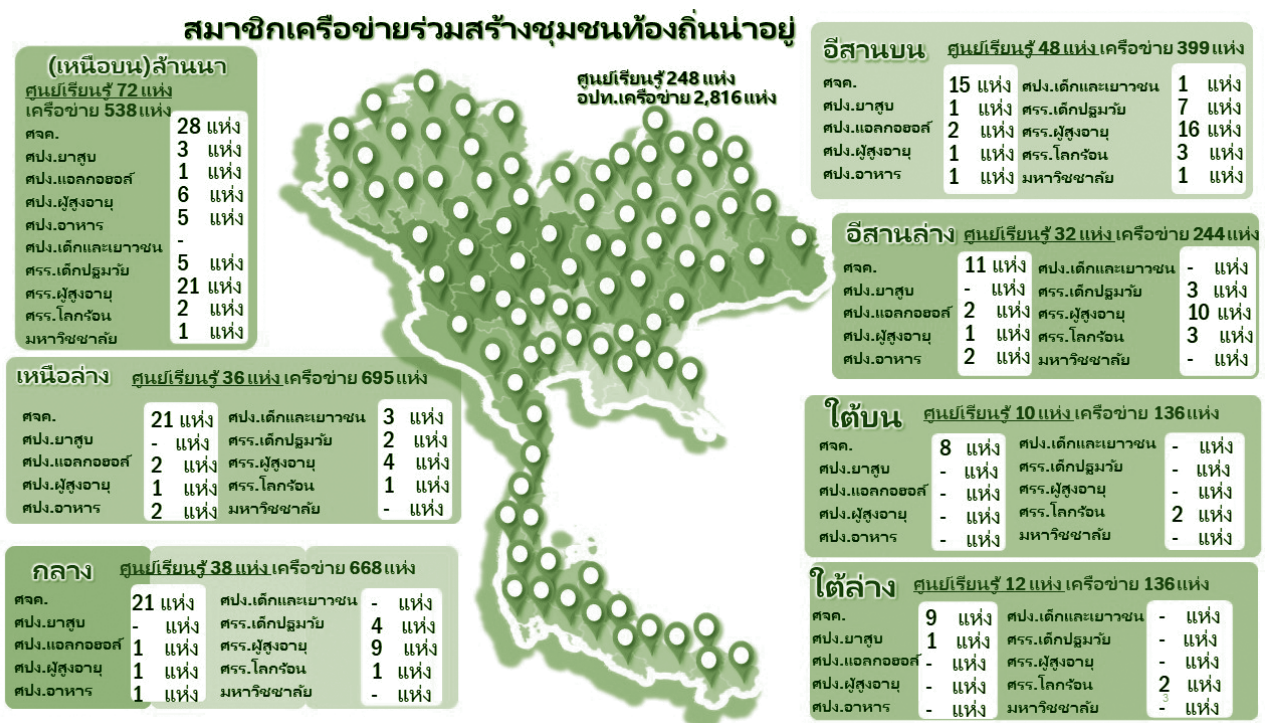 สมาชิกเครือข่ายร่วมสร้างชุมชนท้องถิ่นน่าอยู่
ศูนย์เรียนรู้ 248 แห่ง
อปท.เครือข่าย 2,816 แห่ง
(เหนือบน)ล้านนา
ศูนย์เรียนรู้ 72 แห่ง
เครือข่าย 538 แห่ง
ศจค. 28 แห่ง
ศปง.ยาสูบ 3 แห่ง
ศปง.แอลกอฮอล์ 1 แห่ง
ศปง.ผู้สูงอายุ 6 แห่ง
ศปง.อาหาร 5 แห่ง
ศปง.เด็กและเยาวชน -
ศรร.เด็กปฐมวัย 5 แห่ง
ศรร.ผู้สูงอายุ 21 แห่ง
ศรร.โลกร้อน 2 แห่ง
มหาวิชชาลัย 1 แห่ง
เหนือล่าง ศูนย์เรียนรู้ 36 แห่ง เครือข่าย 695 แห่ง
ศจค. 21 แห่ง ศปง.เด็กและเยาวชน 3 แห่ง
ศปง.ยาสูบ - แห่ง ศรร.เด็กปฐมวัย 2 แห่ง
ศปง.แอลกอฮอล์ 2 แห่ง ศรร.ผู้สูงอายุ 4 แห่ง
ศปง.ผู้สูงอายุ 1 แห่ง ศรร.โลกร้อน 1 แห่ง
ศปง.อาหาร 2 แห่ง มหาวิชชาลัย - แห่ง
กลาง ศูนย์เรียนรู้ 38 แห่ง เครือข่าย 668 แห่ง
ศจค. 21 แห่ง ศปง.เด็กและเยาวชน - แห่ง
ศปง.ยาสูบ - แห่ง ศรร.เด็กปฐมวัย 4 แห่ง
ศปง.แอลกอฮอล์ 1 แห่ง ศรร.ผู้สูงอายุ 9 แห่ง
ศปง.ผู้สูงอายุ 1 แห่ง ศรร.โลกร้อน 1 แห่ง
ศปง.อาหาร 1 แห่ง มหาวิชชาลัย - แห่ง
อีสานบน ศูนย์เรียนรู้ 48 แห่ง เครือข่าย 399 แห่ง
ศจค. 15 แห่ง ศปง.เด็กและเยาวชน 1 แห่ง
ศปง.ยาสูบ 1 แห่ง ศรร.เด็กปฐมวัย 7 แห่ง
ศปง.แอลกอฮอล์ 2 แห่ง ศรร.ผู้สูงอายุ 16 แห่ง
ศปง.ผู้สูงอายุ 1 แห่ง ศรร.โลกร้อน 3 แห่ง
ศปง.อาหาร 1 แห่ง มหาวิชชาลัย 1 แห่ง
อีสานล่าง ศูนย์เรียนรู้ 32 แห่ง เครือข่าย 244 แห่ง
ศจค. 11 แห่ง ศปง.เด็กและเยาวชน - แห่ง
ศปง.ยาสูบ - แห่ง ศรร.เด็กปฐมวัย 3 แห่ง
ศปง.แอลกอฮอล์ 2 แห่ง ศรร.ผู้สูงอายุ 10 แห่ง
ศปง.ผู้สูงอายุ 1 แห่ง ศรร.โลกร้อน 3 แห่ง
ศปง.อาหาร 2 แห่ง มหาวิชชาลัย - แห่ง
ใต้บน ศูนย์เรียนรู้ 10 แห่ง เครือข่าย 136 แห่ง
ศจค. 8 แห่ง ศปง.เด็กและเยาวชน - แห่ง
ศปง.ยาสูบ - แห่ง ศรร.เด็กปฐมวัย - แห่ง
ศปง.แอลกอฮอล์ - แห่ง ศรร.ผู้สูงอายุ - แห่ง
ศปง.ผู้สูงอายุ - แห่ง ศรร.โลกร้อน 2 แห่ง
ศปง.อาหาร - แห่ง มหาวิชชาลัย - แห่ง
ใต้ล่าง ศูนย์เรียนรู้ 12 แห่ง เครือข่าย 136 แห่ง
ศจค. 9 แห่ง ศปง.เด็กและเยาวชน - แห่ง
ศปง.ยาสูบ 1 แห่ง ศรร.เด็กปฐมวัย - แห่ง
ศปง.แอลกอฮอล์ - แห่ง ศรร.ผู้สูงอายุ - แห่ง
ศปง.ผู้สูงอายุ - แห่ง ศรร.โลกร้อน 2 แห่ง
3
ศปง.อาหาร - แห่ง มหาวิชชาลัย - แห่ง